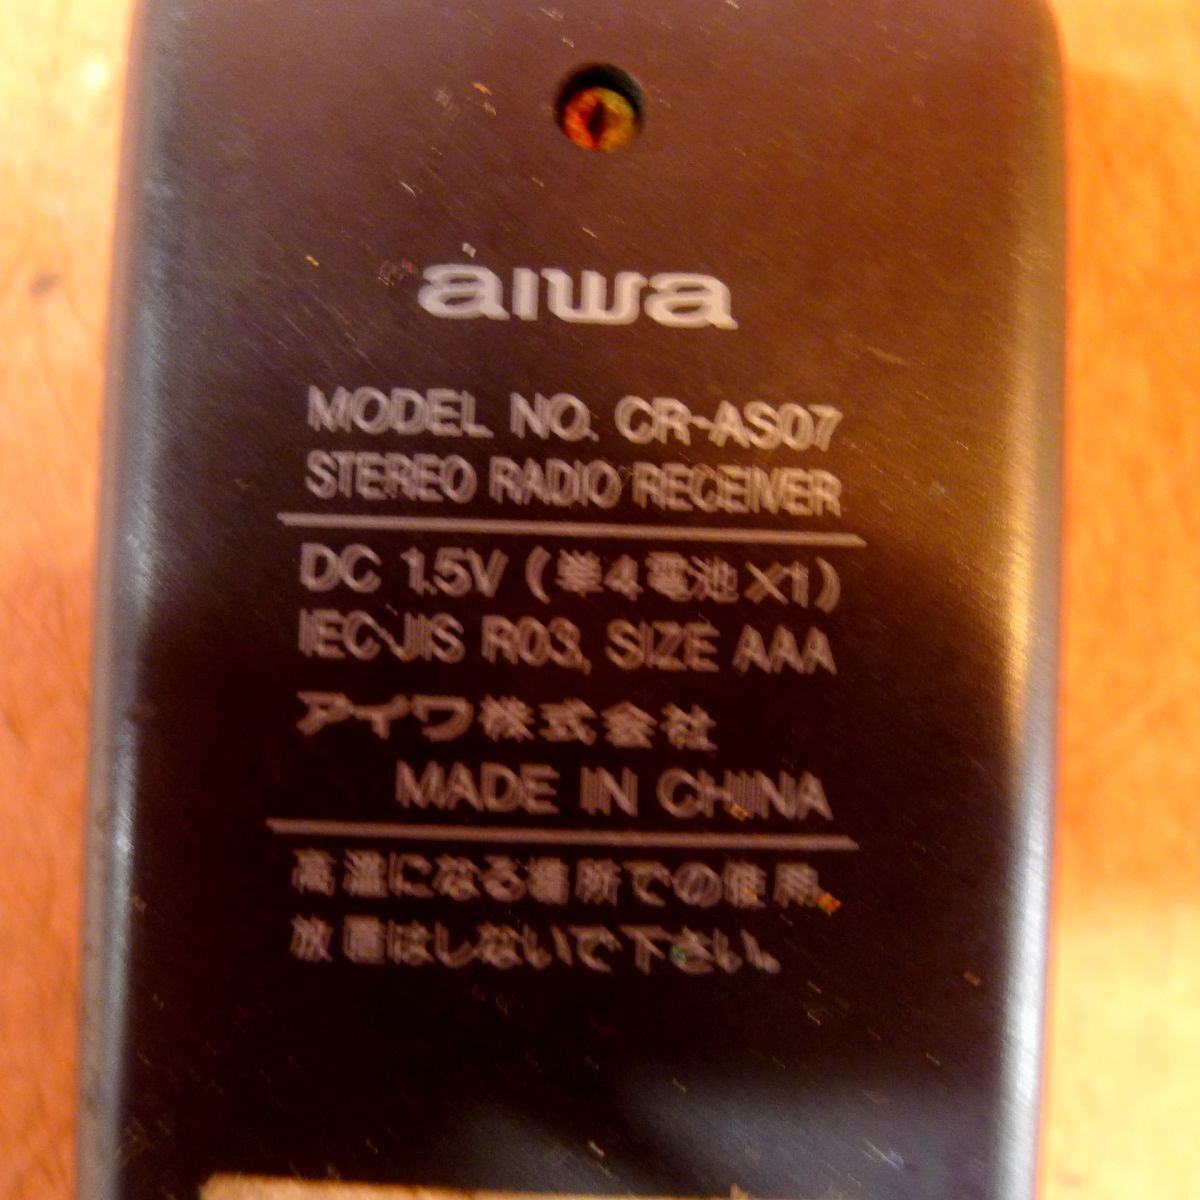 aiwa
MODEL NO. CR-AS07
STEREO RADIO RECEIVER
DC 1.5V (単4電池×1)
IEC·JIS R03, SIZE AAA
アイワ株式会社
MADE IN CHINA
高温になる場所での使用、
放置はしないで下さい。